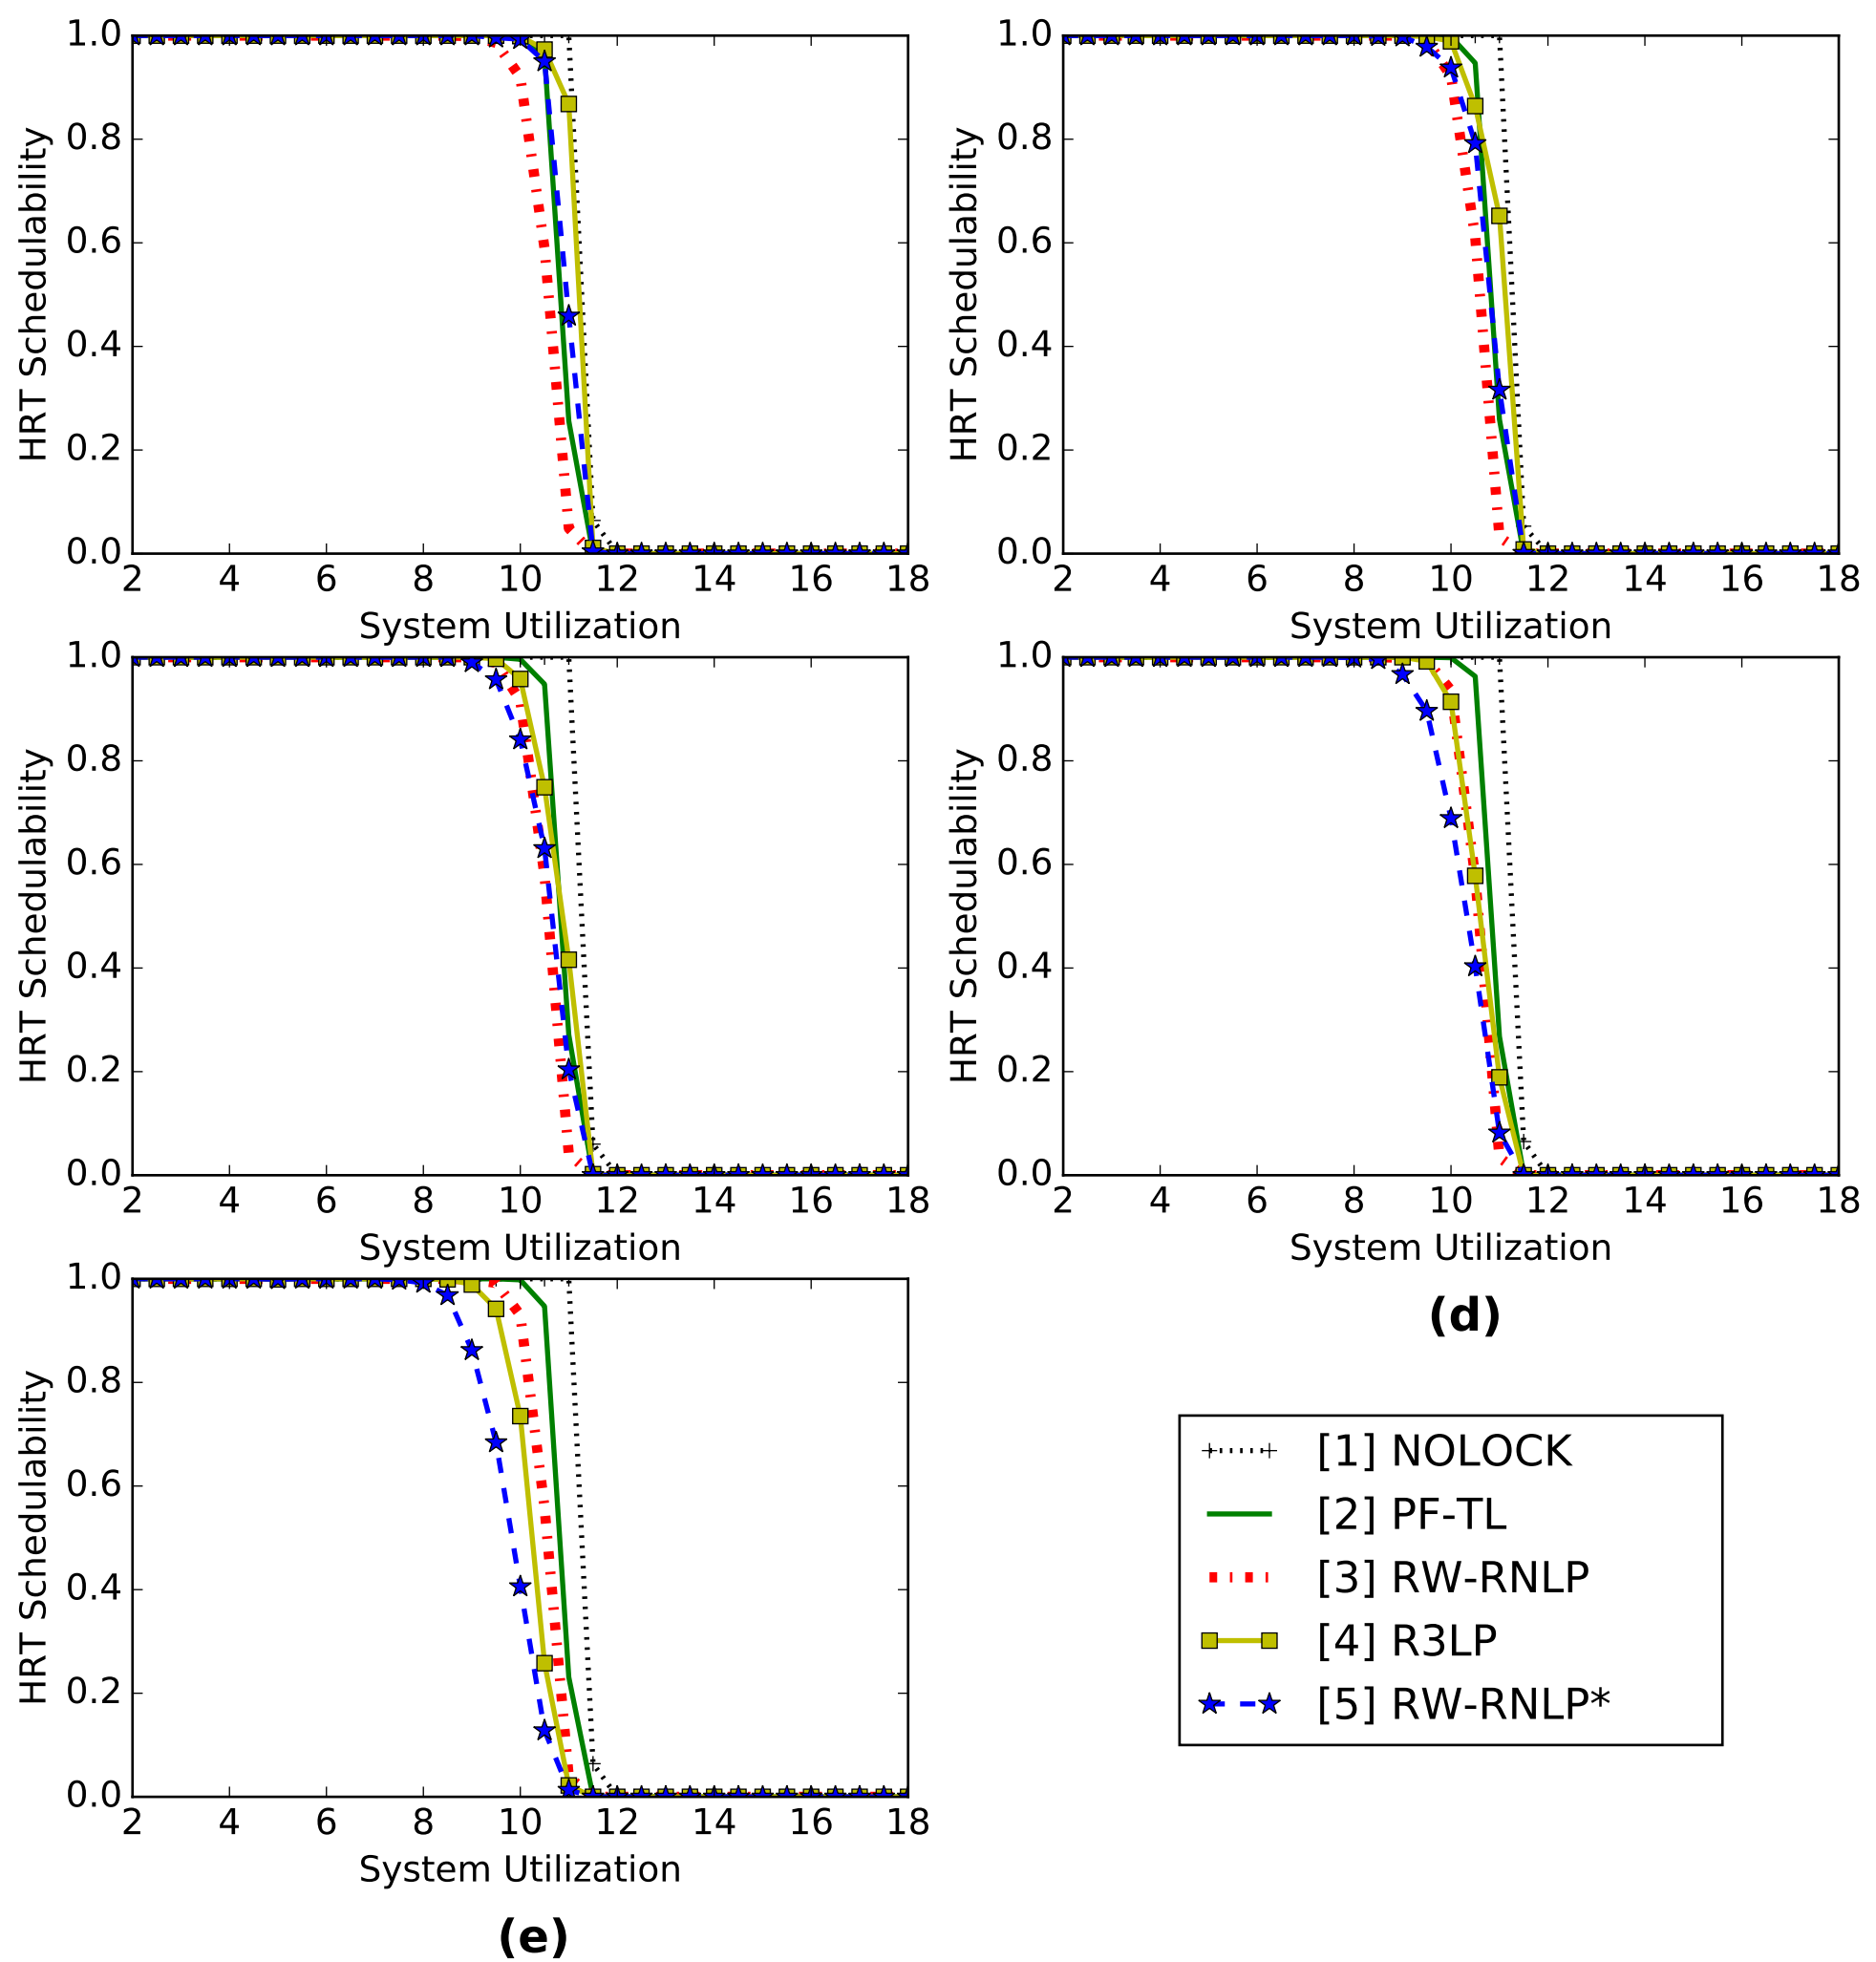 1.0
0.8
0.6
0.4
0.2
0.0
HRT Schedulability
2 4 6 8 10 12 14 16 18
System Utilization
1.0
0.8
0.6
0.4
0.2
0.0
HRT Schedulability
2 4 6 8 10 12 14 16 18
System Utilization
1.0
0.8
0.6
0.4
0.2
0.0
HRT Schedulability
2 4 6 8 10 12 14 16 18
System Utilization
1.0
0.8
0.6
0.4
0.2
0.0
HRT Schedulability
2 4 6 8 10 12 14 16 18
System Utilization
(d)
1.0
0.8
0.6
0.4
0.2
0.0
HRT Schedulability
2 4 6 8 10 12 14 16 18
System Utilization
(e)
[1] NOLOCK
[2] PF-TL
[3] RW-RNLP
[4] R3LP
[5] RW-RNLP*